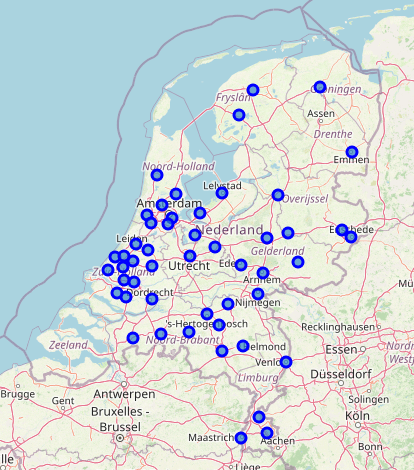 Fryslân
Groningen
Assen
Drenthe
Emmen
Noord-Holland
Lelystad
Amsterdam
Overijssel
Nederland
Enschede
Leiden
Gelderland
Utrecht
Ede
Zuid-Holland
Arnhem
Dordrecht
Nijmegen
's-Hertogenbosch
Recklinghausen
Noord-Brabant
Zeeland
Helmond
Essen
Venlo
Limburg
Düsseldorf
Brugge
Gent
Antwerpen
Solingen
Bruxelles -
Brussel
Köln
Maastricht
Aachen
Liège